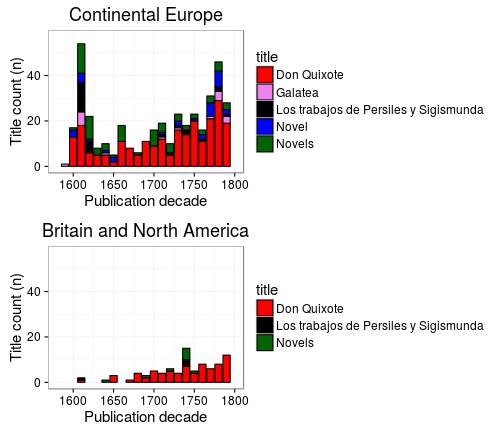 Continental Europe
Title count (n)
40
20
0
1600
1650
1700
1750
1800
Publication decade
title
Don Quixote
Galatea
Los trabajos de Persiles y Sigismunda
Novel
Novels
Britain and North America
Title count (n)
40
20
0
1600
1650
1700
1750
1800
Publication decade
title
Don Quixote
Los trabajos de Persiles y Sigismunda
Novels